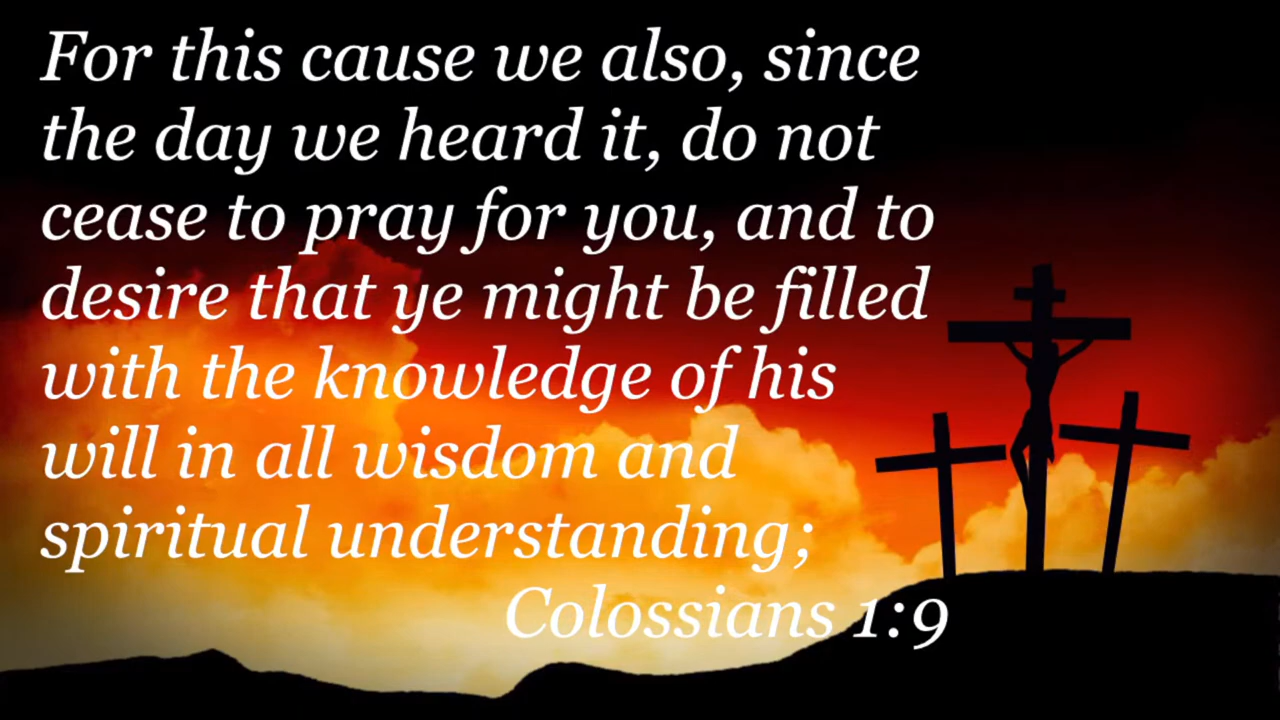 For this cause we also, since
the day we heard it, do not
cease to pray for you, and to
desire that ye might be filled
with the knowledge of his
will in all wisdom and
spiritual understanding;
Colossians 1:9